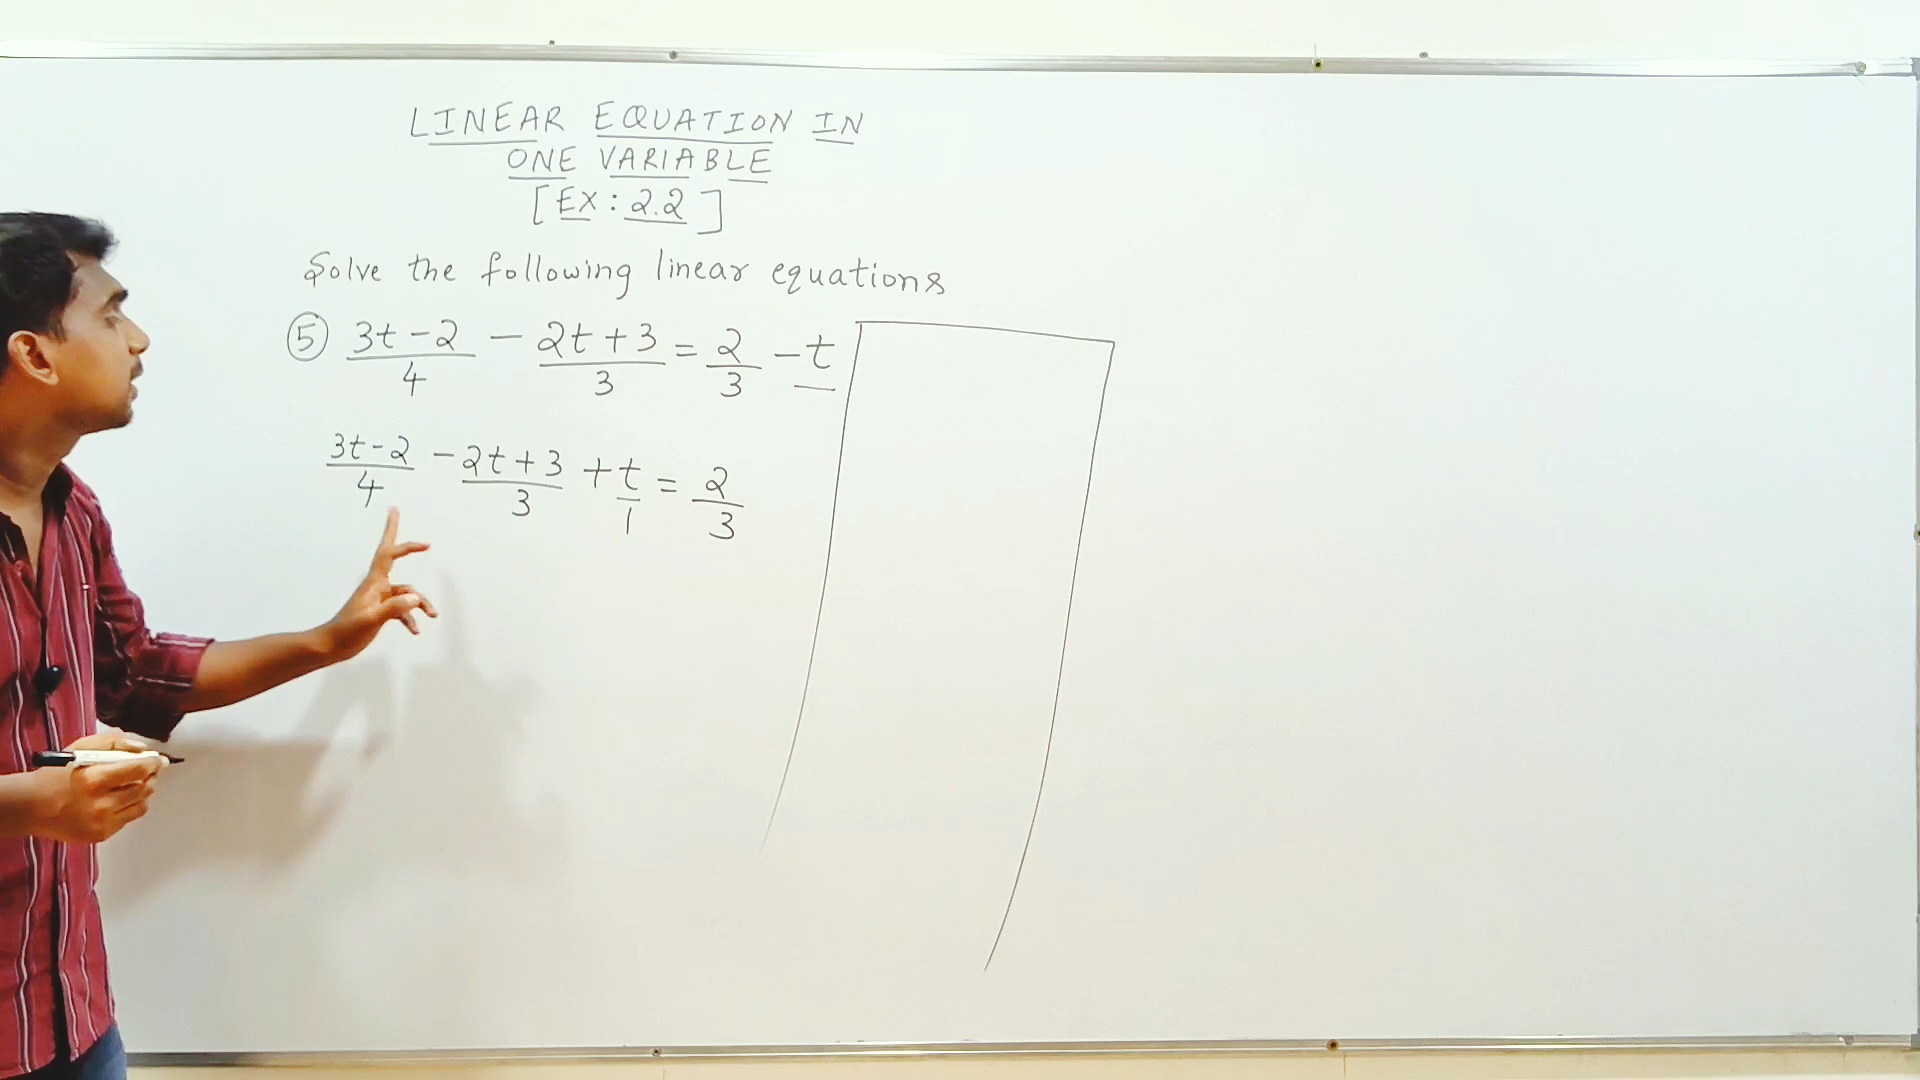 LINEAR EQUATION IN
ONE VARIABLE
[EX: 2.2]
Solve the following linear equations
⑤ (3t-2)/4 - (2t+3)/3 = 2/3 - t
(3t-2)/4 - (2t+3)/3 + t/1 = 2/3